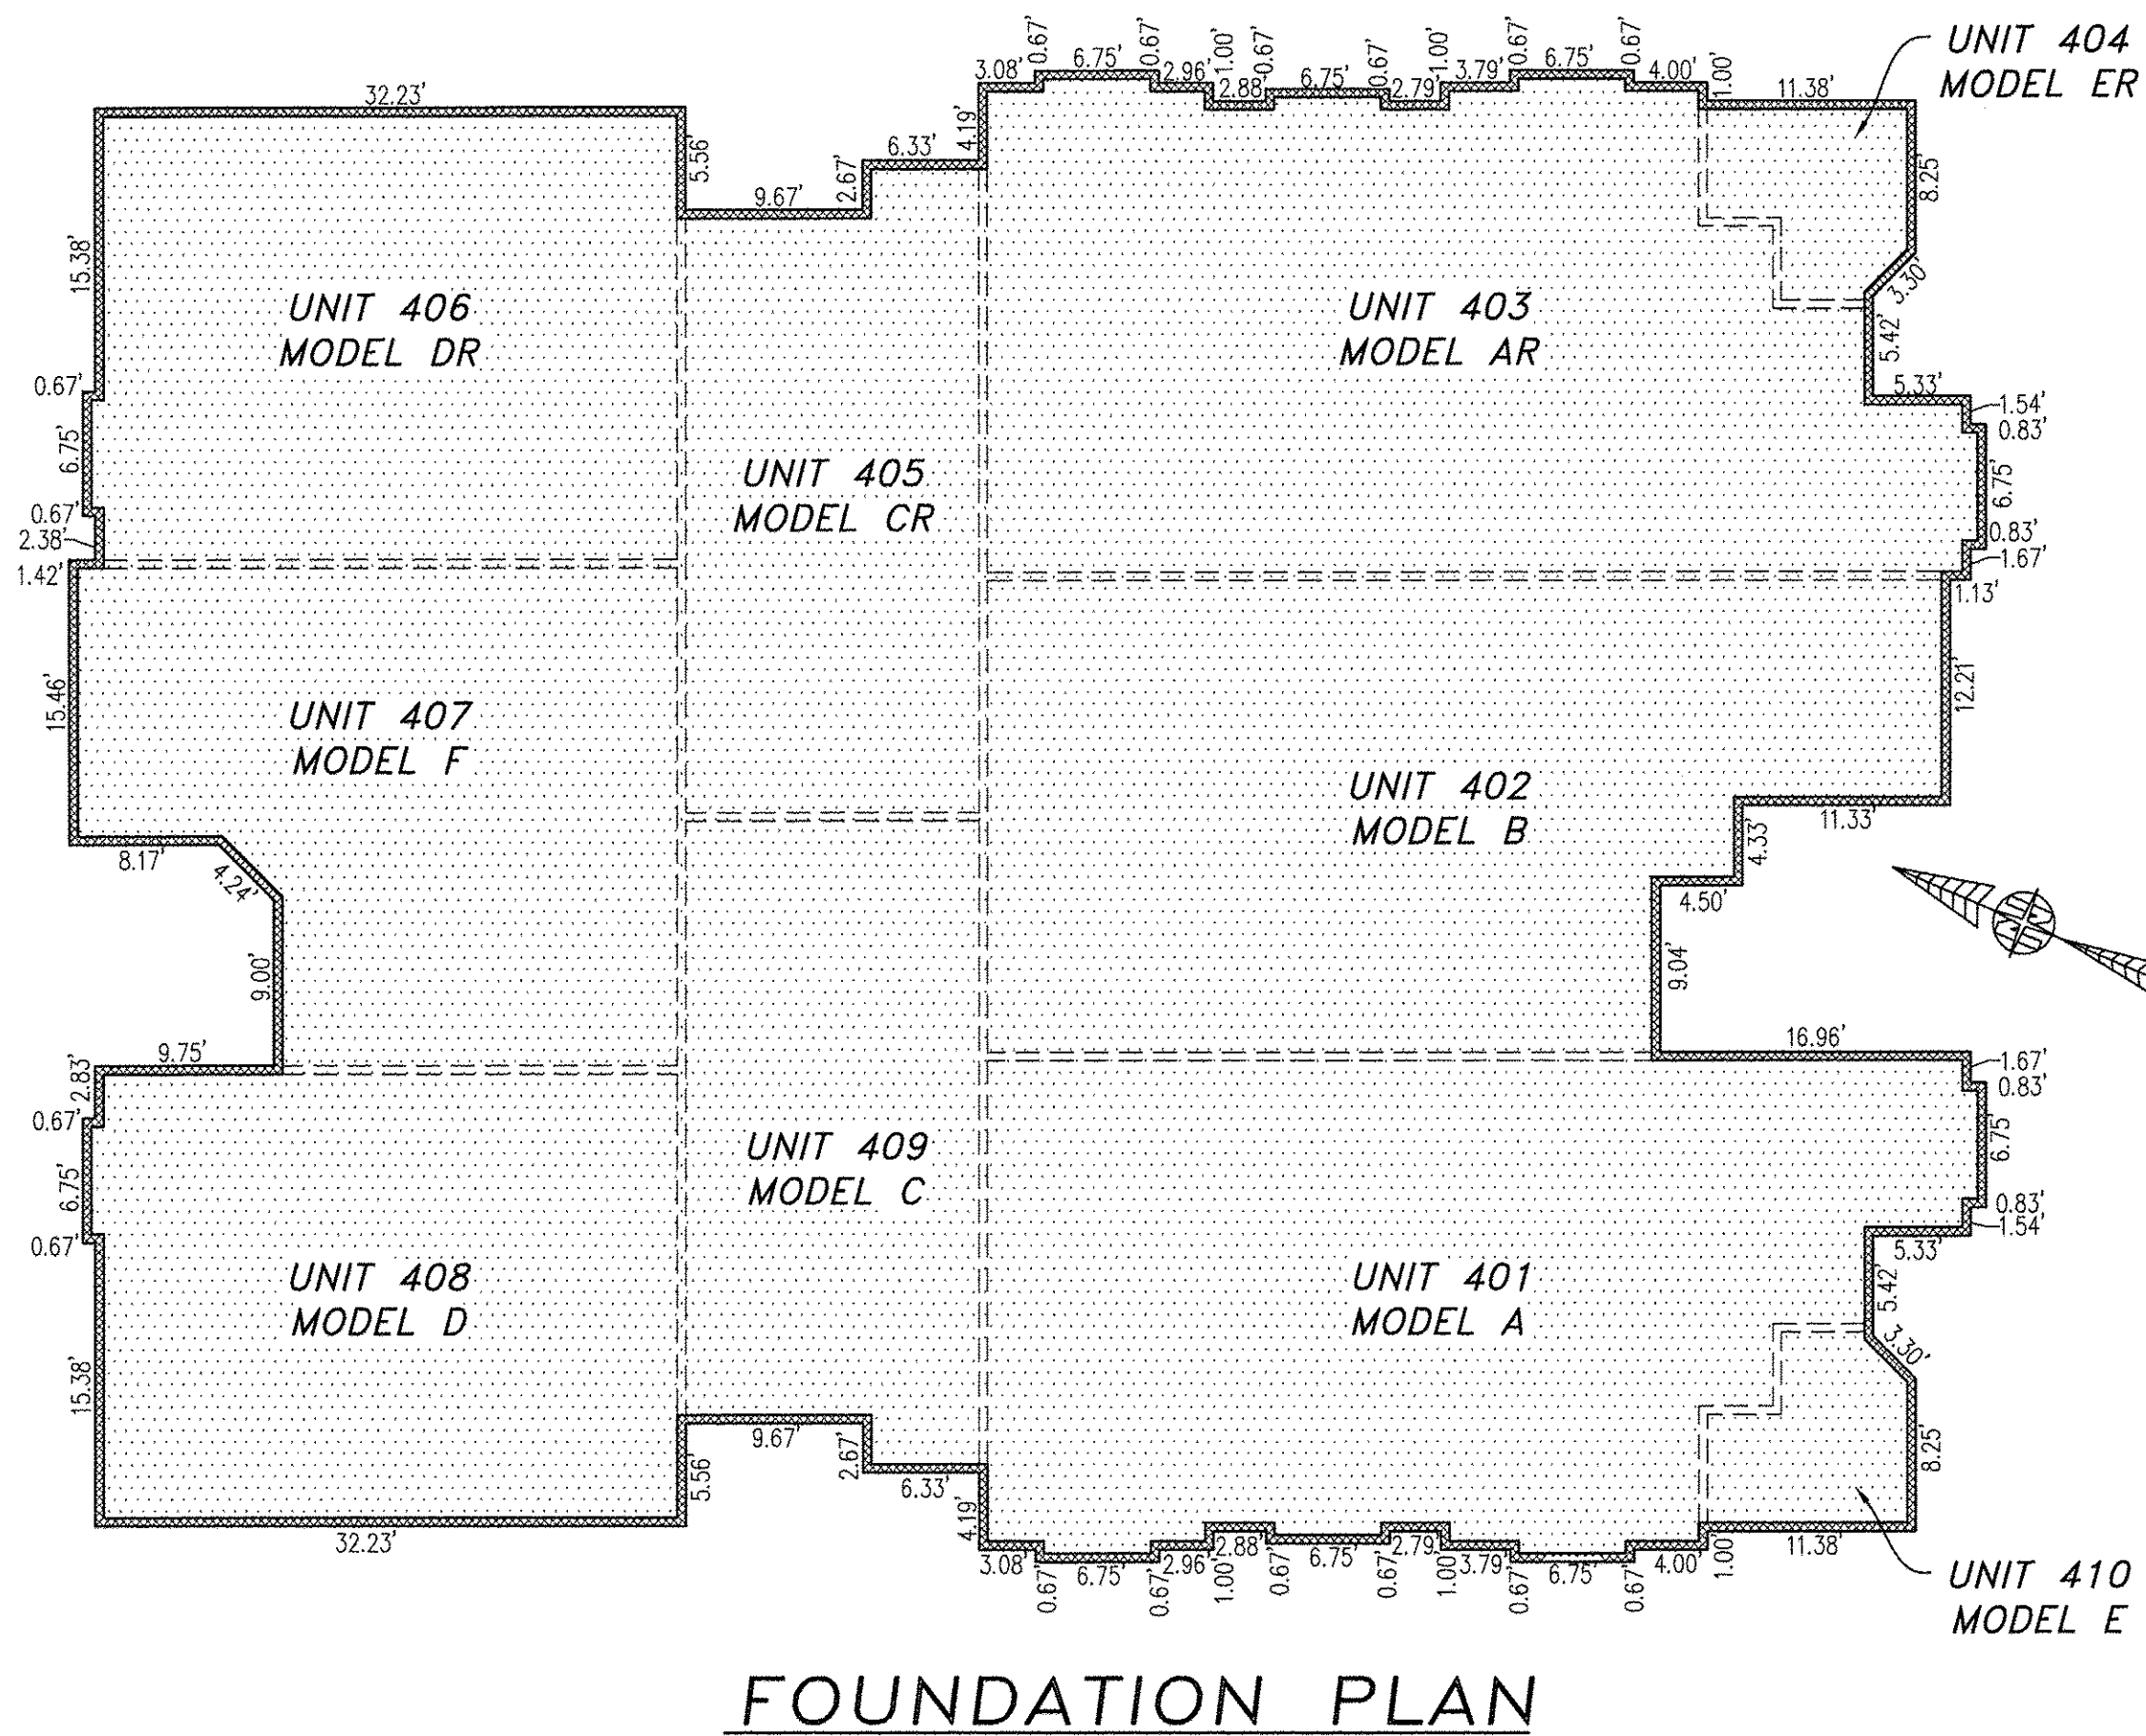 UNIT 404
MODEL ER
3.08' 0.67' 6.75' 0.67' 2.96' 1.00' 2.88' 0.67' 6.75' 0.67' 2.79' 1.00' 3.79' 0.67' 6.75' 0.67' 4.00' 1.00' 11.38'
32.23'
5.56'
9.67'
2.67'
6.33'
4.19'
8.25'
3.30'
5.42'
5.33'
1.54'
0.83'
6.75'
0.83'
1.67'
1.13'
15.38'
UNIT 406
MODEL DR
UNIT 403
MODEL AR
0.67'
6.75'
0.67'
2.38'
1.42'
UNIT 405
MODEL CR
15.46'
UNIT 407
MODEL F
12.21'
UNIT 402
MODEL B
11.33'
4.33'
4.50'
9.04'
8.17'
4.24'
9.00'
9.75'
16.96'
1.67'
0.83'
6.75'
0.83'
1.54'
5.33'
5.42'
3.30'
8.25'
2.83'
0.67'
6.75'
0.67'
UNIT 409
MODEL C
UNIT 408
MODEL D
UNIT 401
MODEL A
15.38'
9.67'
5.56'
2.67'
6.33'
4.19'
32.23'
3.08' 0.67' 6.75' 0.67' 2.96' 1.00' 2.88' 0.67' 6.75' 0.67' 2.79' 1.00' 3.79' 0.67' 6.75' 0.67' 4.00' 1.00' 11.38'
UNIT 410
MODEL E
FOUNDATION PLAN